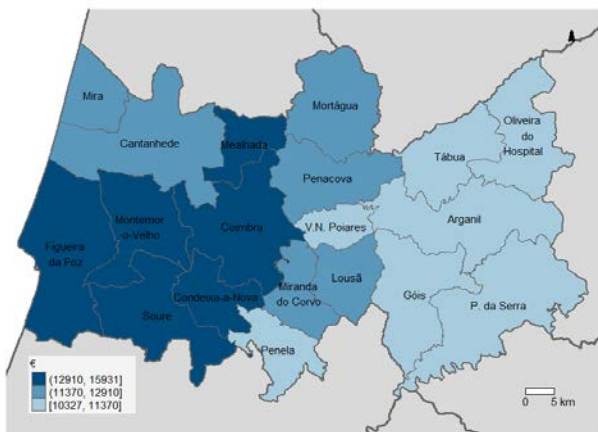 Mira
Mortágua
Oliveira
do
Hospital
Cantanhede
Mealhada
Tábua
Penacova
Montemor
-o-Velho
Coimbra
V.N. Poiares
Arganil
Figueira
da Foz
Lousã
Miranda
do Corvo
Condeixa-a-Nova
Góis
P. da Serra
Soure
Penela
€
(12910, 15931]
(11370, 12910]
[10327, 11370]
0 5 km